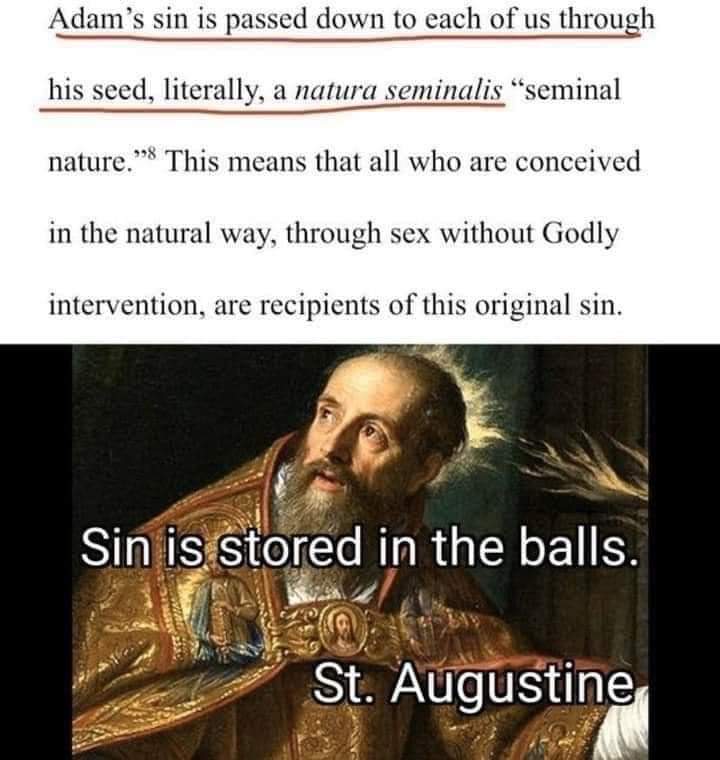 Adam’s sin is passed down to each of us through
his seed, literally, a natura seminalis “seminal
nature.”⁸ This means that all who are conceived
in the natural way, through sex without Godly
intervention, are recipients of this original sin.
Sin is stored in the balls.
St. Augustine